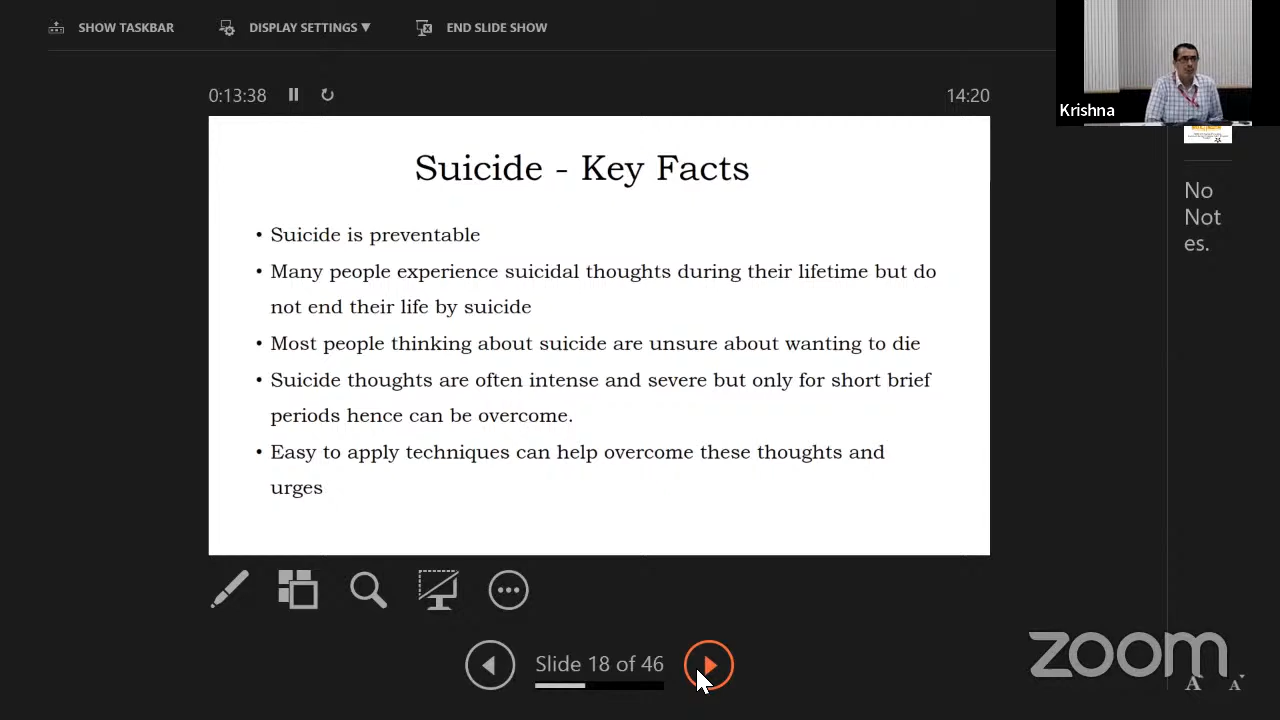 SHOW TASKBAR
DISPLAY SETTINGS ▼
END SLIDE SHOW
Krishna
0:13:38
14:20
Suicide - Key Facts
• Suicide is preventable
• Many people experience suicidal thoughts during their lifetime but do
not end their life by suicide
• Most people thinking about suicide are unsure about wanting to die
• Suicide thoughts are often intense and severe but only for short brief
periods hence can be overcome.
• Easy to apply techniques can help overcome these thoughts and
urges
No
Not
es.
Slide 18 of 46
zoom
A A